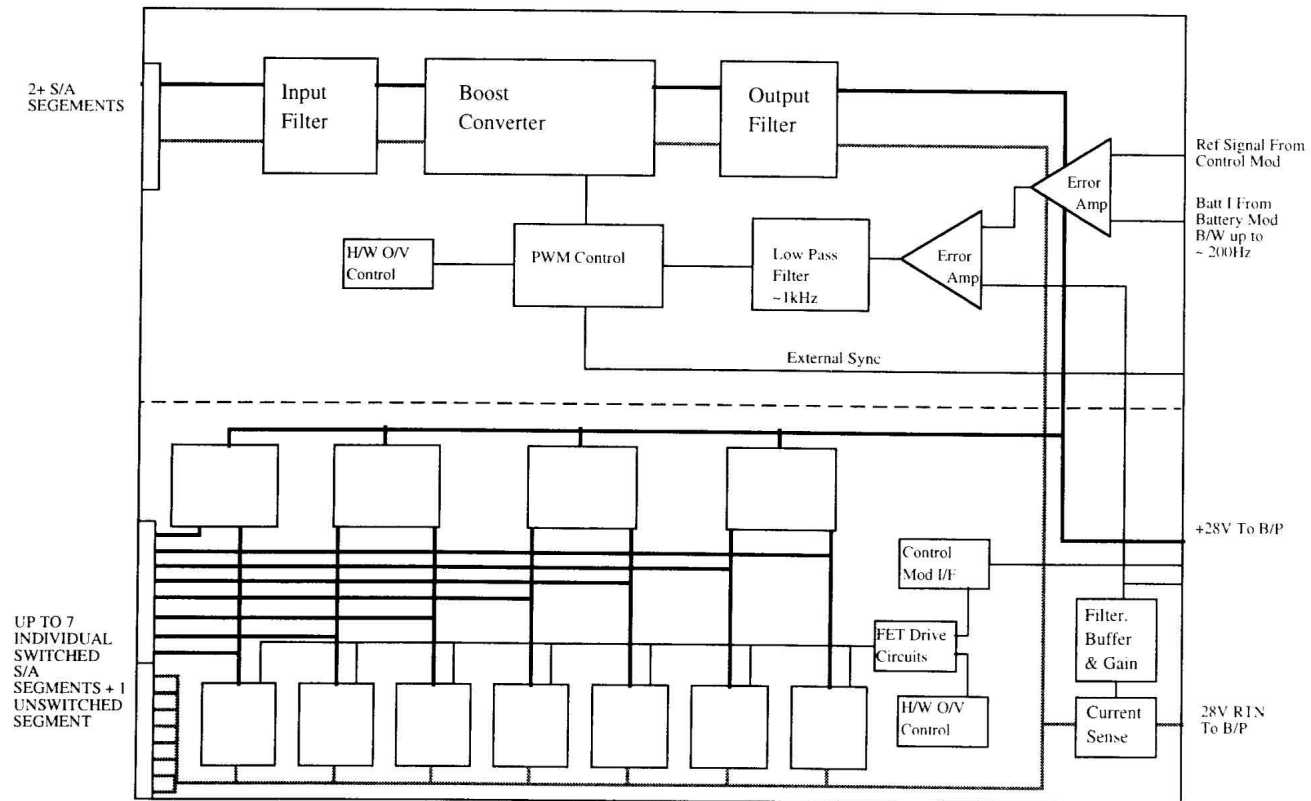 2+ S/A
SEGEMENTS
Input
Filter
Boost
Converter
Output
Filter
Error
Amp
Ref Signal From
Control Mod
Batt I From
Battery Mod
B/W up to
~ 200Hz
H/W O/V
Control
PWM Control
Low Pass
Filter
~1kHz
Error
Amp
External Sync
+28V To B/P
Control
Mod I/F
FET Drive
Circuits
H/W O/V
Control
Filter.
Buffer
& Gain
Current
Sense
28V RTN
To B/P
UP TO 7
INDIVIDUAL
SWITCHED
S/A
SEGMENTS + 1
UNSWITCHED
SEGMENT